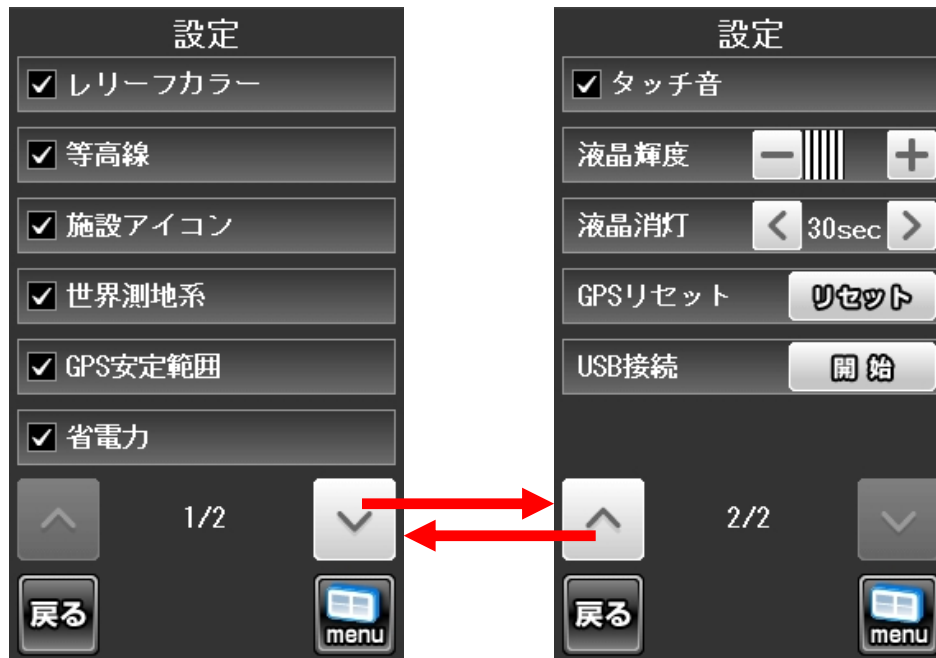 設定
レリーフカラー
等高線
施設アイコン
世界測地系
GPS安定範囲
省電力
1/2
戻る
menu
設定
タッチ音
液晶輝度
液晶消灯 30sec
GPSリセット リセット
USB接続 開始
2/2
戻る
menu